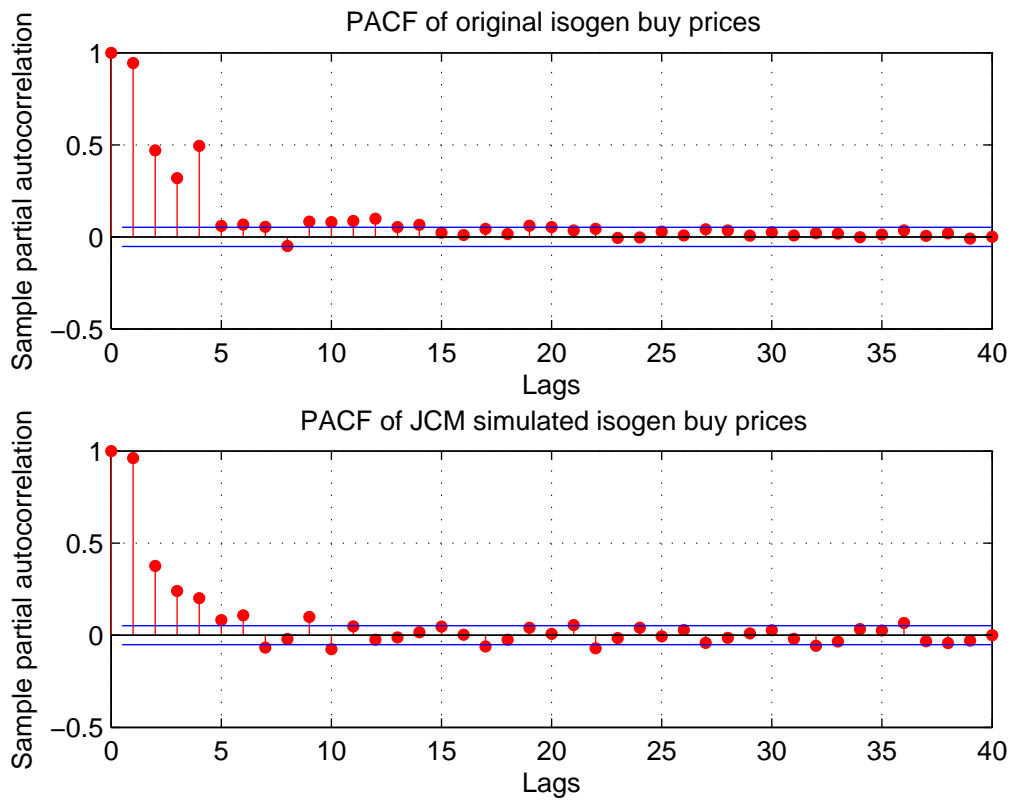 PACF of original isogen buy prices
Sample partial autocorrelation
1
0.5
0
−0.5
0 5 10 15 20 25 30 35 40
Lags
PACF of JCM simulated isogen buy prices
Sample partial autocorrelation
1
0.5
0
−0.5
0 5 10 15 20 25 30 35 40
Lags